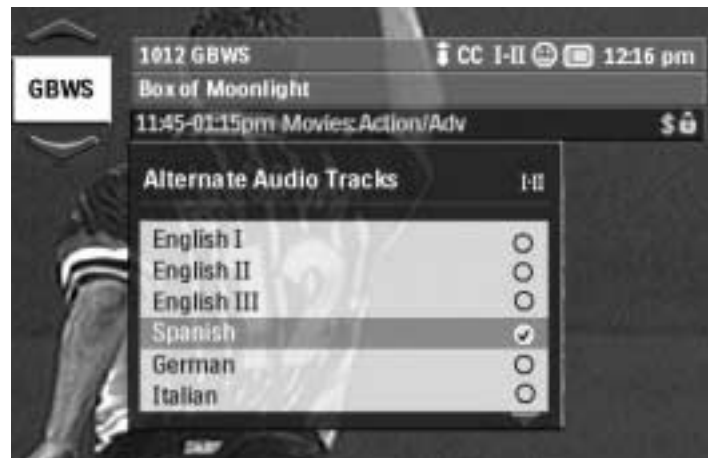 1012 GBWS CC I-II 12:16 pm
GBWS
Box of Moonlight
11:45-01:15pm Movies:Action/Adv $
Alternate Audio Tracks I-II
English I
English II
English III
Spanish
German
Italian